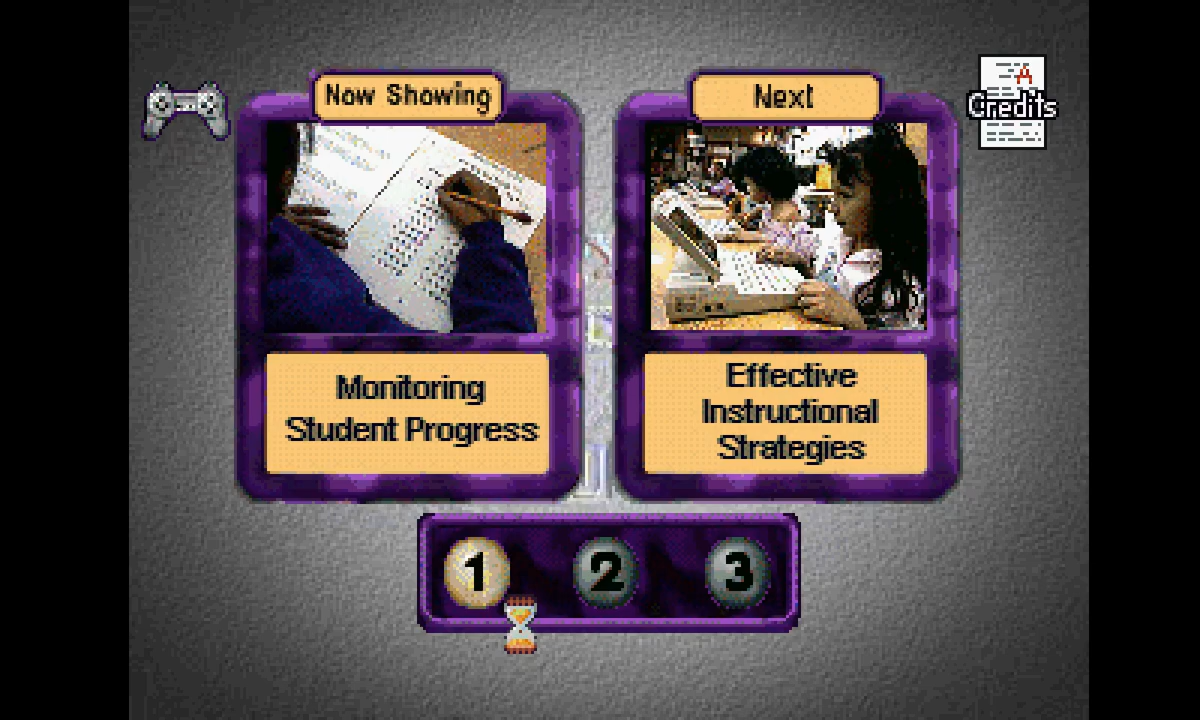 Now Showing
Next
A
Credits
Monitoring
Student Progress
Effective
Instructional
Strategies
1 2 3